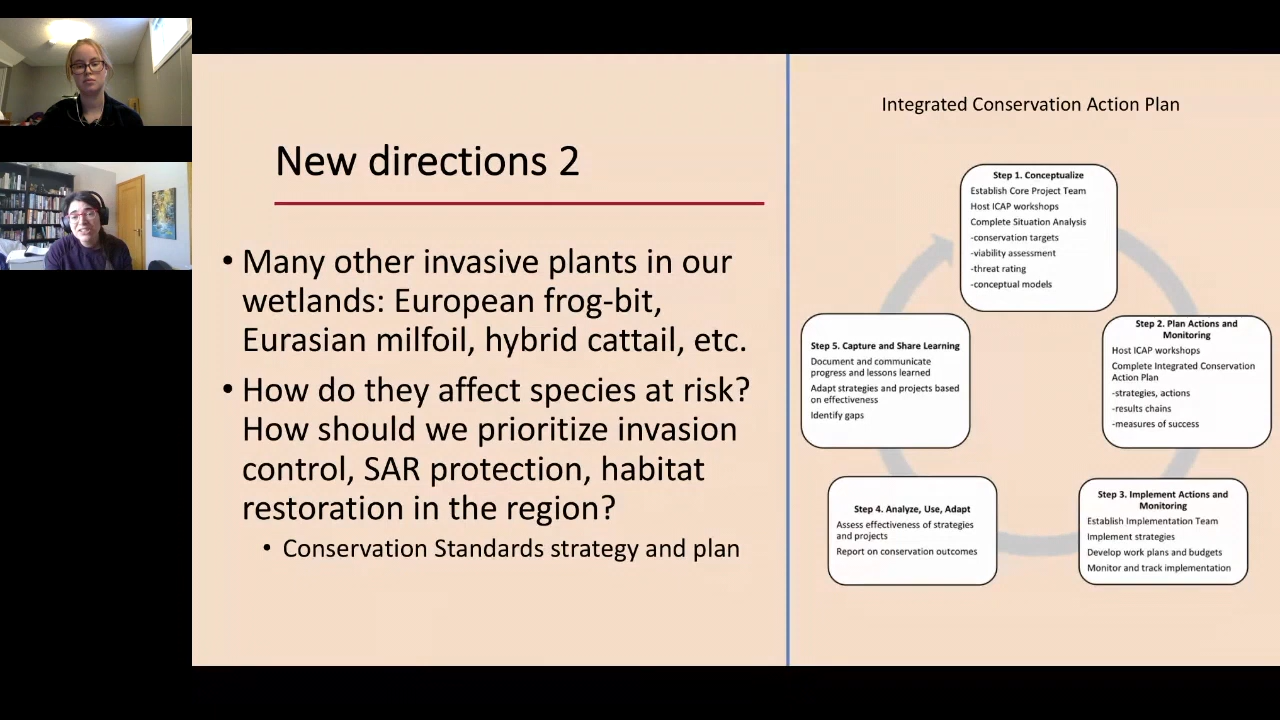 New directions 2
• Many other invasive plants in our
wetlands: European frog-bit,
Eurasian milfoil, hybrid cattail, etc.
• How do they affect species at risk?
How should we prioritize invasion
control, SAR protection, habitat
restoration in the region?
• Conservation Standards strategy and plan
Integrated Conservation Action Plan
Step 1. Conceptualize
Establish Core Project Team
Host ICAP workshops
Complete Situation Analysis
-conservation targets
-viability assessment
-threat rating
-conceptual models
Step 2. Plan Actions and
Monitoring
Host ICAP workshops
Complete Integrated Conservation
Action Plan
-strategies, actions
-results chains
-measures of success
Step 3. Implement Actions and
Monitoring
Establish Implementation Team
Implement strategies
Develop work plans and budgets
Monitor and track implementation
Step 4. Analyze, Use, Adapt
Assess effectiveness of strategies
and projects
Report on conservation outcomes
Step 5. Capture and Share Learning
Document and communicate
progress and lessons learned
Adapt strategies and projects based
on effectiveness
Identify gaps